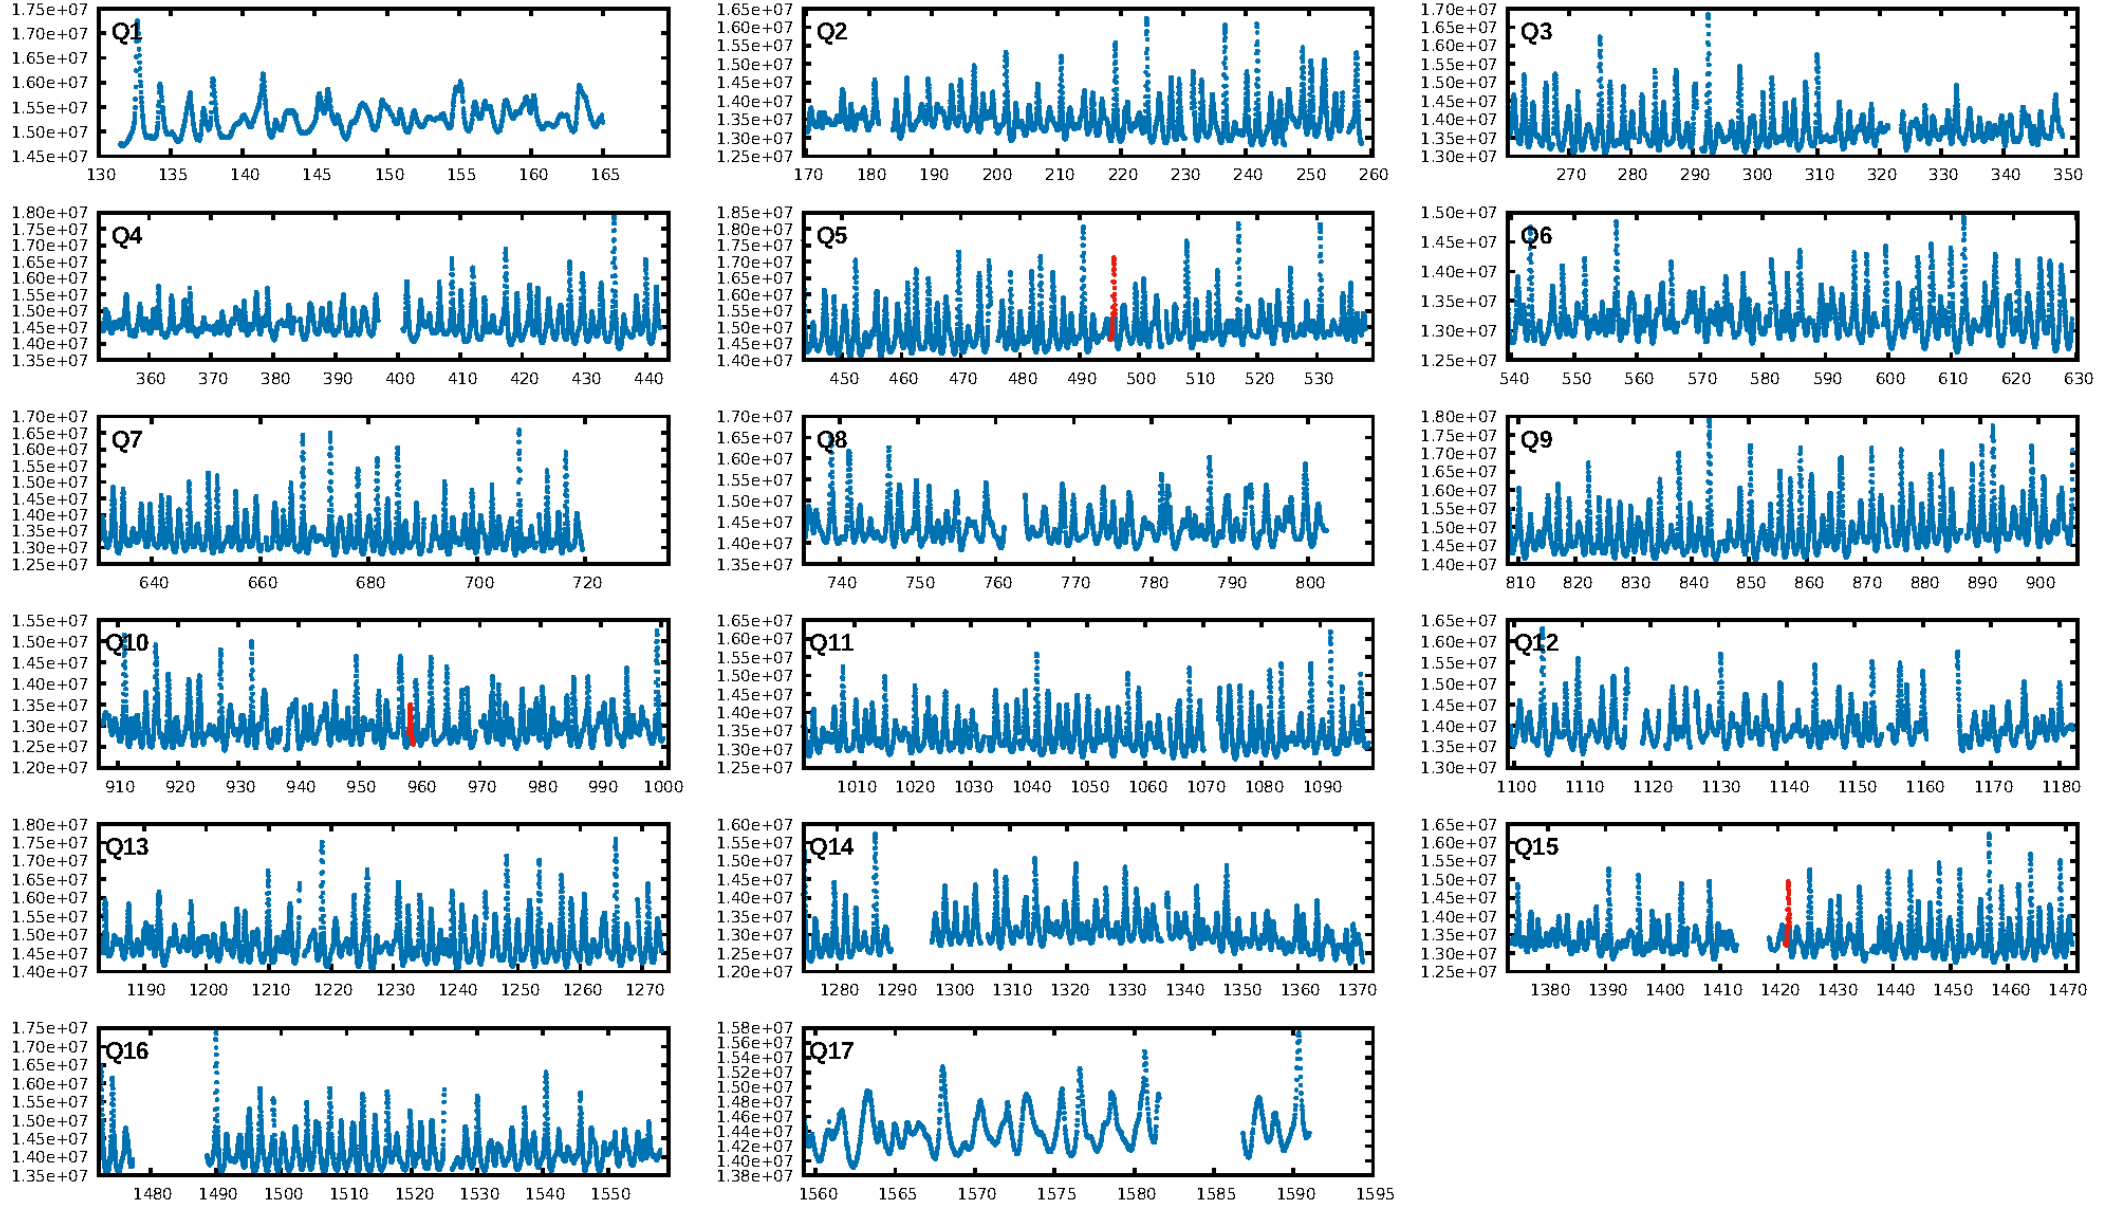 Q1
1.75e+07
1.70e+07
1.65e+07
1.60e+07
1.55e+07
1.50e+07
1.45e+07
130 135 140 145 150 155 160 165
Q2
1.65e+07
1.60e+07
1.55e+07
1.50e+07
1.45e+07
1.40e+07
1.35e+07
1.30e+07
1.25e+07
170 180 190 200 210 220 230 240 250 260
Q3
1.70e+07
1.65e+07
1.60e+07
1.55e+07
1.50e+07
1.45e+07
1.40e+07
1.35e+07
1.30e+07
270 280 290 300 310 320 330 340 350
Q4
1.80e+07
1.75e+07
1.70e+07
1.65e+07
1.60e+07
1.55e+07
1.50e+07
1.45e+07
1.40e+07
1.35e+07
360 370 380 390 400 410 420 430 440
Q5
1.85e+07
1.80e+07
1.75e+07
1.70e+07
1.65e+07
1.60e+07
1.55e+07
1.50e+07
1.45e+07
1.40e+07
450 460 470 480 490 500 510 520 530
Q6
1.50e+07
1.45e+07
1.40e+07
1.35e+07
1.30e+07
1.25e+07
540 550 560 570 580 590 600 610 620 630
Q7
1.70e+07
1.65e+07
1.60e+07
1.55e+07
1.50e+07
1.45e+07
1.40e+07
1.35e+07
1.30e+07
1.25e+07
640 660 680 700 720
Q8
1.70e+07
1.65e+07
1.60e+07
1.55e+07
1.50e+07
1.45e+07
1.40e+07
1.35e+07
740 750 760 770 780 790 800
Q9
1.80e+07
1.75e+07
1.70e+07
1.65e+07
1.60e+07
1.55e+07
1.50e+07
1.45e+07
1.40e+07
810 820 830 840 850 860 870 880 890 900
Q10
1.55e+07
1.50e+07
1.45e+07
1.40e+07
1.35e+07
1.30e+07
1.25e+07
1.20e+07
910 920 930 940 950 960 970 980 990 1000
Q11
1.65e+07
1.60e+07
1.55e+07
1.50e+07
1.45e+07
1.40e+07
1.35e+07
1.30e+07
1.25e+07
1010 1020 1030 1040 1050 1060 1070 1080 1090
Q12
1.65e+07
1.60e+07
1.55e+07
1.50e+07
1.45e+07
1.40e+07
1.35e+07
1.30e+07
1100 1110 1120 1130 1140 1150 1160 1170 1180
Q13
1.80e+07
1.75e+07
1.70e+07
1.65e+07
1.60e+07
1.55e+07
1.50e+07
1.45e+07
1.40e+07
1190 1200 1210 1220 1230 1240 1250 1260 1270
Q14
1.60e+07
1.55e+07
1.50e+07
1.45e+07
1.40e+07
1.35e+07
1.30e+07
1.25e+07
1.20e+07
1280 1290 1300 1310 1320 1330 1340 1350 1360 1370
Q15
1.65e+07
1.60e+07
1.55e+07
1.50e+07
1.45e+07
1.40e+07
1.35e+07
1.30e+07
1.25e+07
1380 1390 1400 1410 1420 1430 1440 1450 1460 1470
Q16
1.75e+07
1.70e+07
1.65e+07
1.60e+07
1.55e+07
1.50e+07
1.45e+07
1.40e+07
1.35e+07
1480 1490 1500 1510 1520 1530 1540 1550
Q17
1.58e+07
1.56e+07
1.54e+07
1.52e+07
1.50e+07
1.48e+07
1.46e+07
1.44e+07
1.42e+07
1.40e+07
1.38e+07
1560 1565 1570 1575 1580 1585 1590 1595